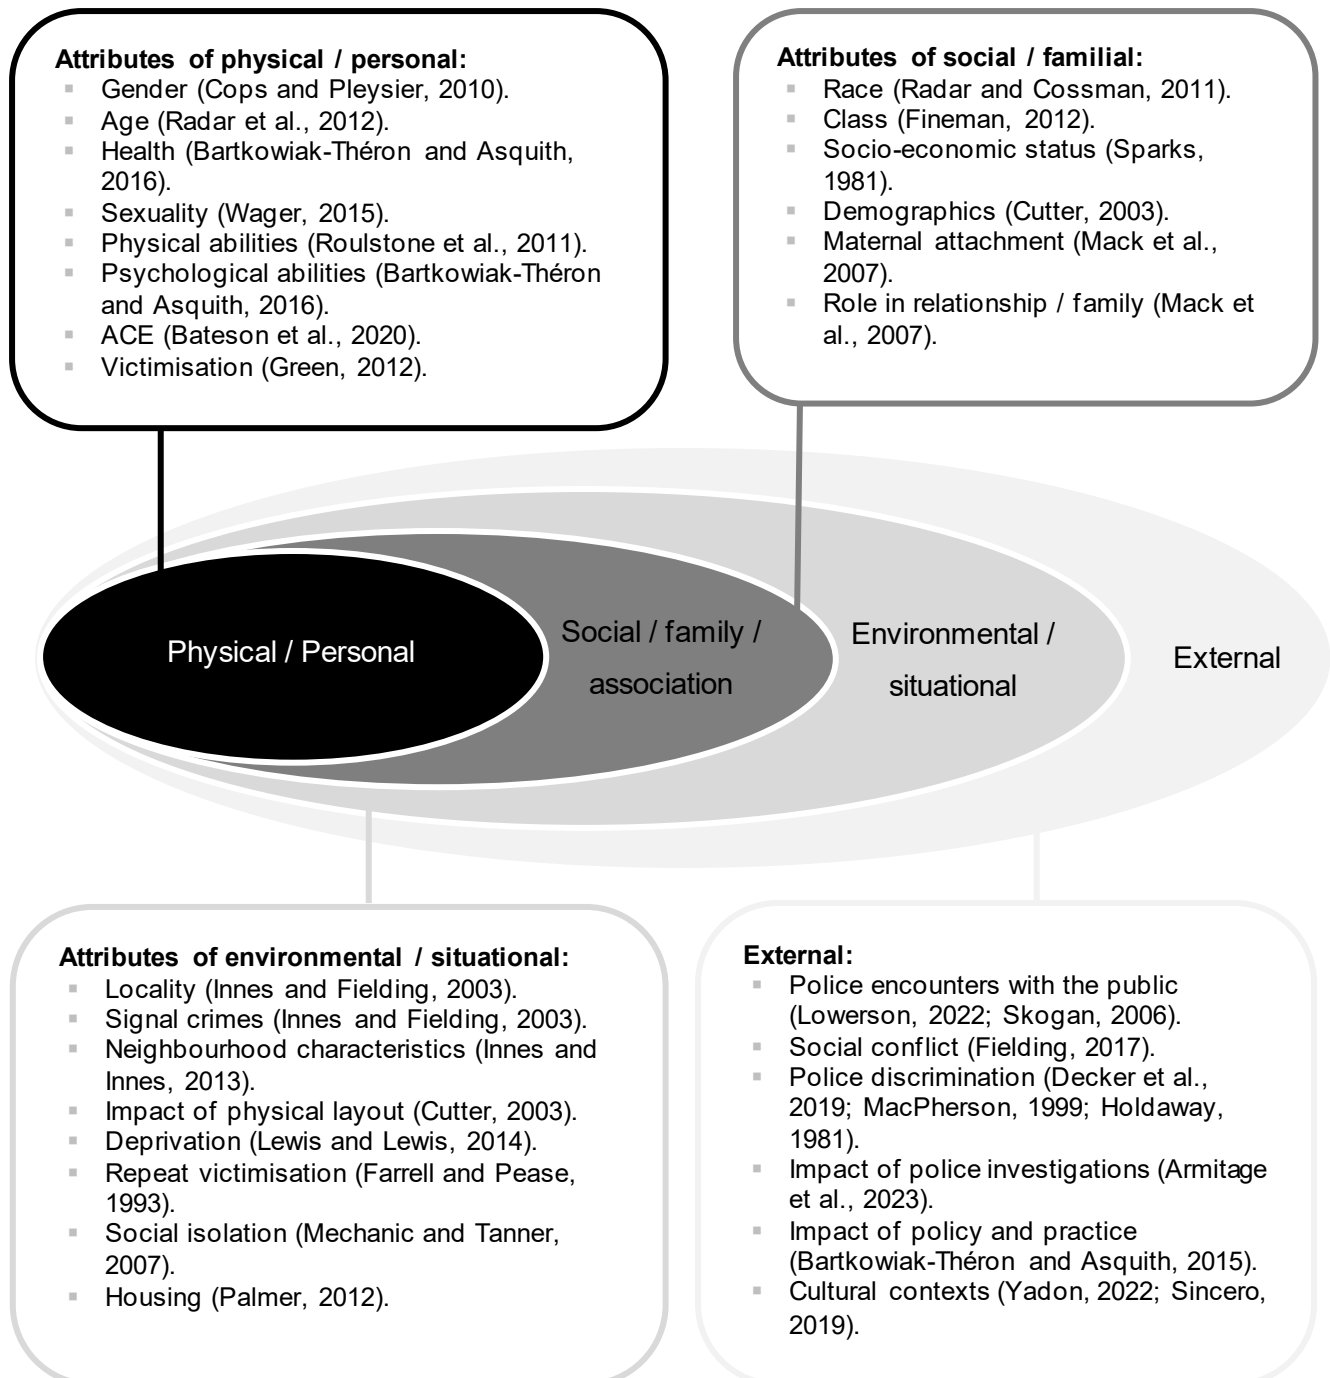 Attributes of physical / personal:
▪ Gender (Cops and Pleysier, 2010).
▪ Age (Radar et al., 2012).
▪ Health (Bartkowiak-Théron and Asquith,
2016).
▪ Sexuality (Wager, 2015).
▪ Physical abilities (Roulstone et al., 2011).
▪ Psychological abilities (Bartkowiak-Théron
and Asquith, 2016).
▪ ACE (Bateson et al., 2020).
▪ Victimisation (Green, 2012).
Attributes of social / familial:
▪ Race (Radar and Cossman, 2011).
▪ Class (Fineman, 2012).
▪ Socio-economic status (Sparks,
1981).
▪ Demographics (Cutter, 2003).
▪ Maternal attachment (Mack et al.,
2007).
▪ Role in relationship / family (Mack et
al., 2007).
Physical / Personal
Social / family /
association
Environmental /
situational
External
Attributes of environmental / situational:
▪ Locality (Innes and Fielding, 2003).
▪ Signal crimes (Innes and Fielding, 2003).
▪ Neighbourhood characteristics (Innes and
Innes, 2013).
▪ Impact of physical layout (Cutter, 2003).
▪ Deprivation (Lewis and Lewis, 2014).
▪ Repeat victimisation (Farrell and Pease,
1993).
▪ Social isolation (Mechanic and Tanner,
2007).
▪ Housing (Palmer, 2012).
External:
▪ Police encounters with the public
(Lowerson, 2022; Skogan, 2006).
▪ Social conflict (Fielding, 2017).
▪ Police discrimination (Decker et al.,
2019; MacPherson, 1999; Holdaway,
1981).
▪ Impact of police investigations (Armitage
et al., 2023).
▪ Impact of policy and practice
(Bartkowiak-Théron and Asquith, 2015).
▪ Cultural contexts (Yadon, 2022; Sincero,
2019).